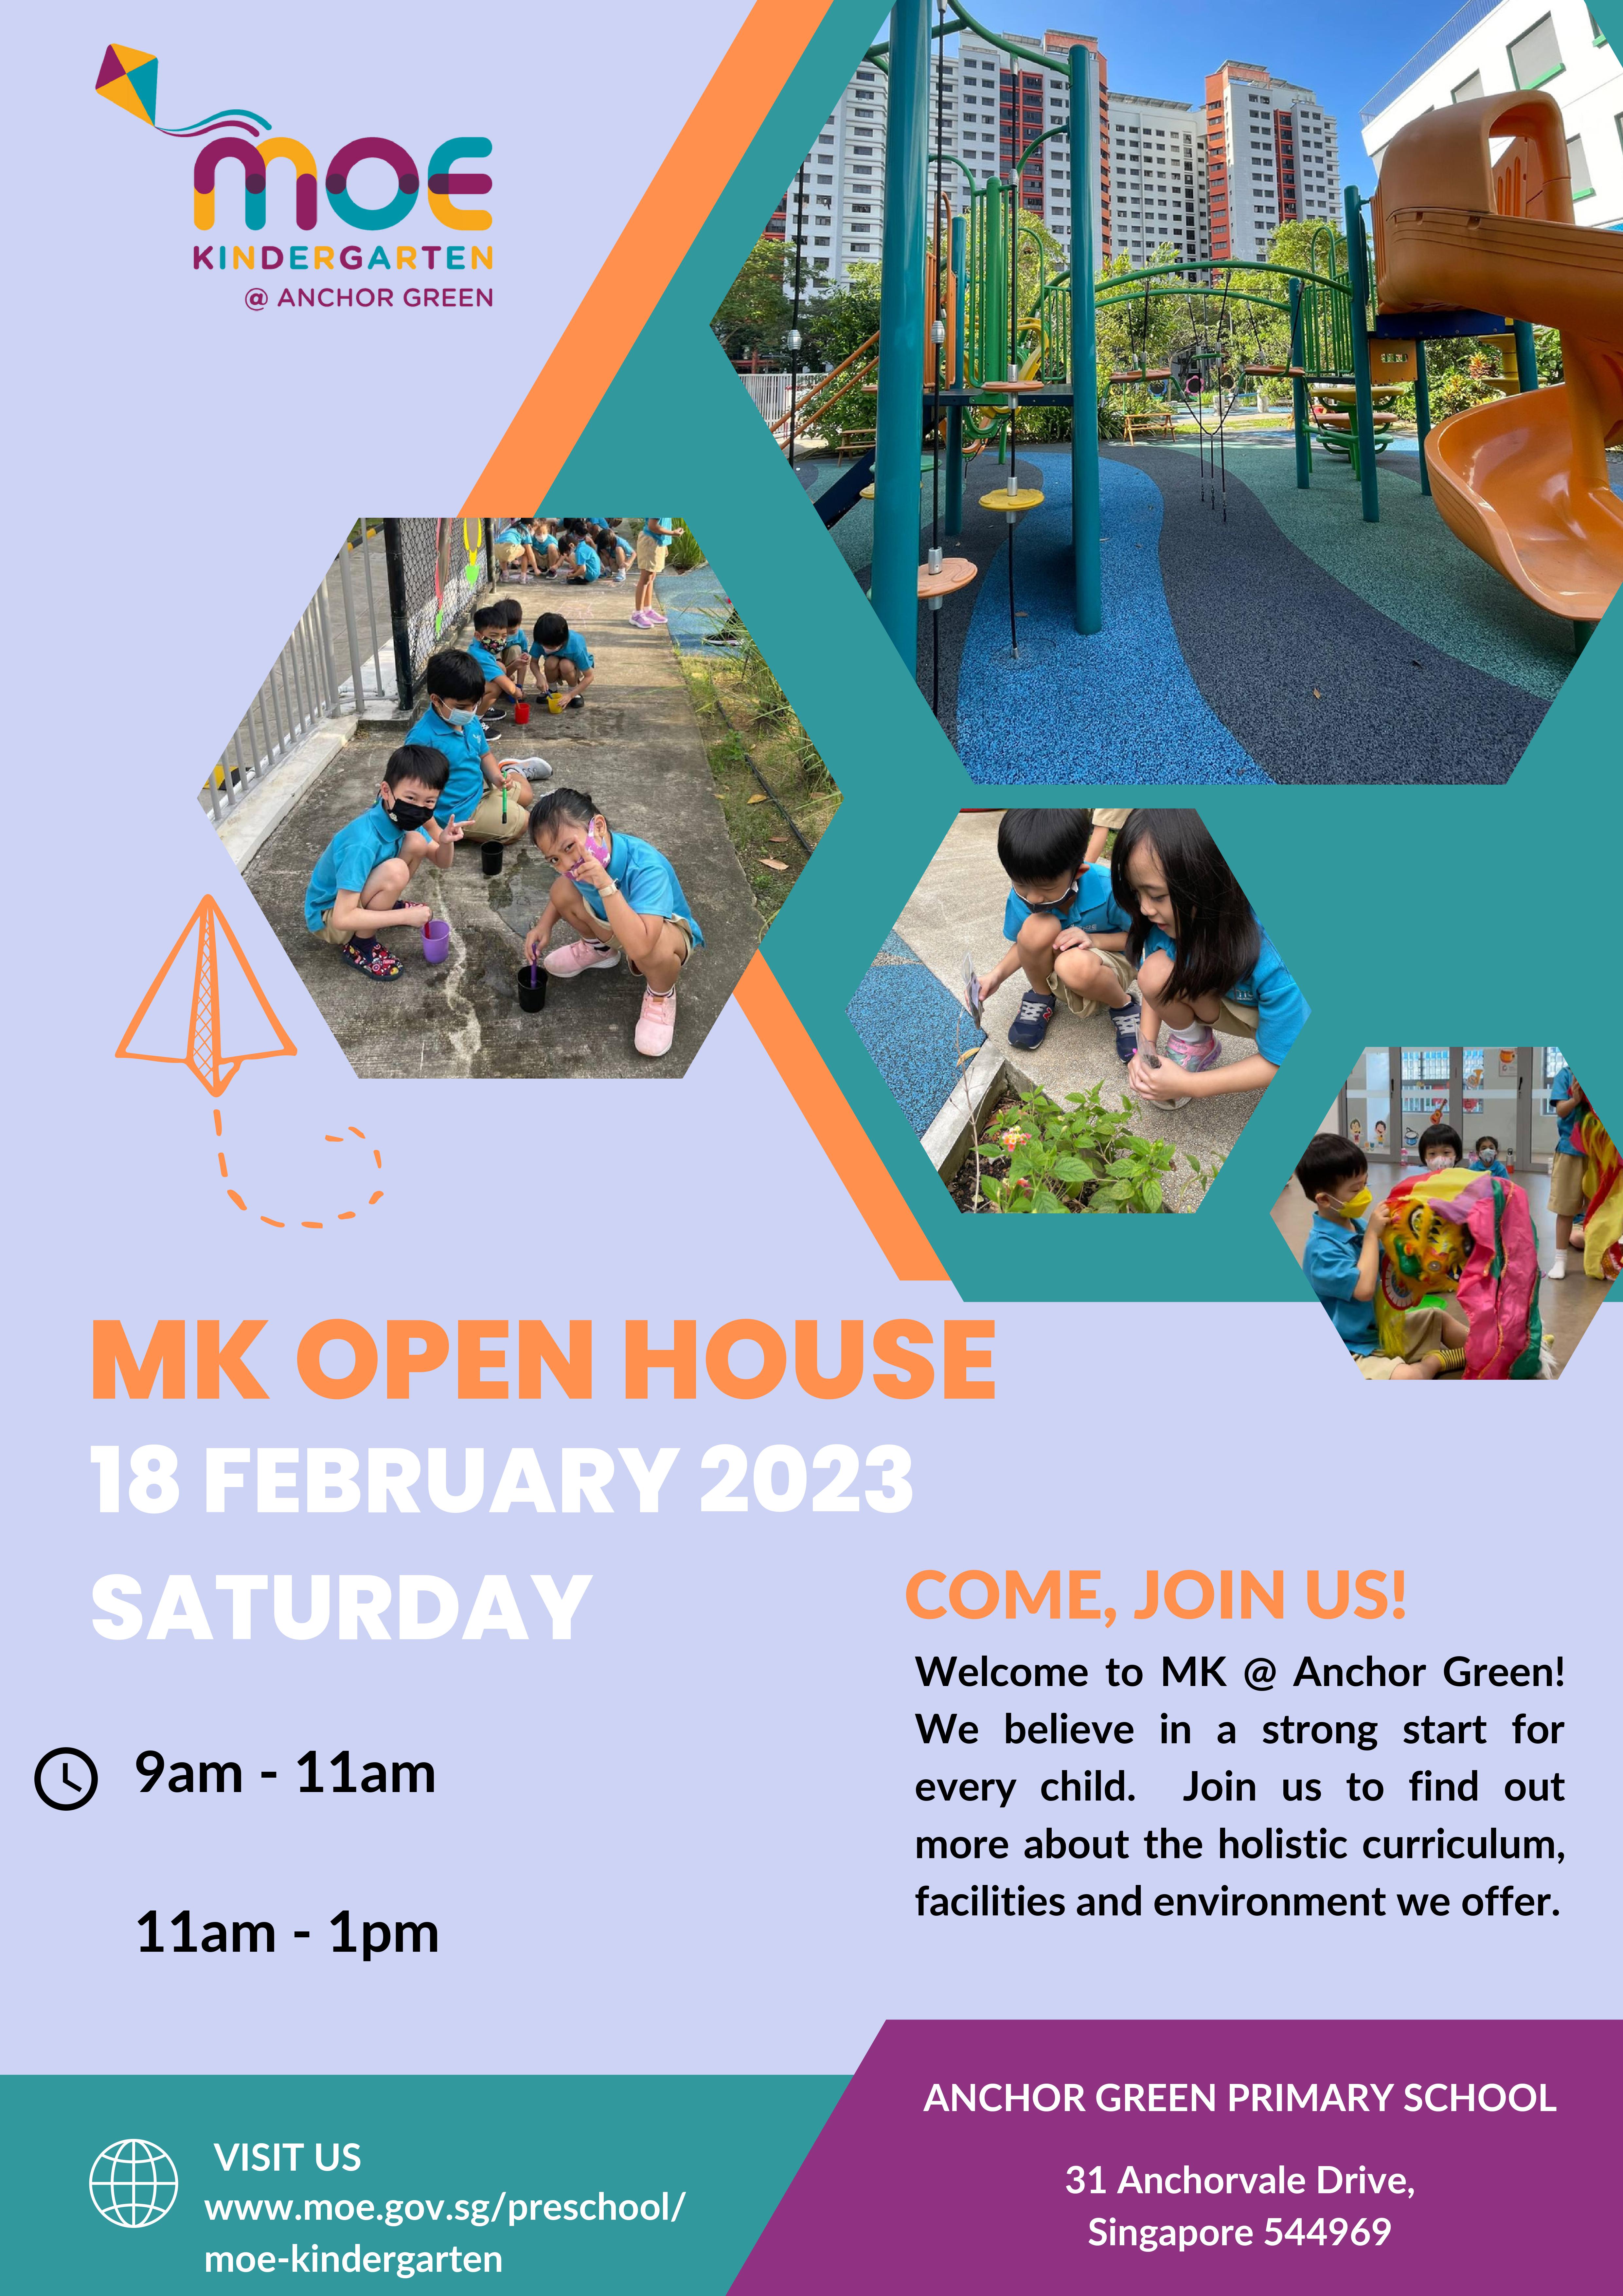 moe
KINDERGARTEN
@ ANCHOR GREEN
MK OPEN HOUSE
18 FEBRUARY 2023
SATURDAY
9am - 11am
11am - 1pm
COME, JOIN US!
Welcome to MK @ Anchor Green!
We believe in a strong start for
every child. Join us to find out
more about the holistic curriculum,
facilities and environment we offer.
VISIT US
www.moe.gov.sg/preschool/
moe-kindergarten
ANCHOR GREEN PRIMARY SCHOOL
31 Anchorvale Drive,
Singapore 544969